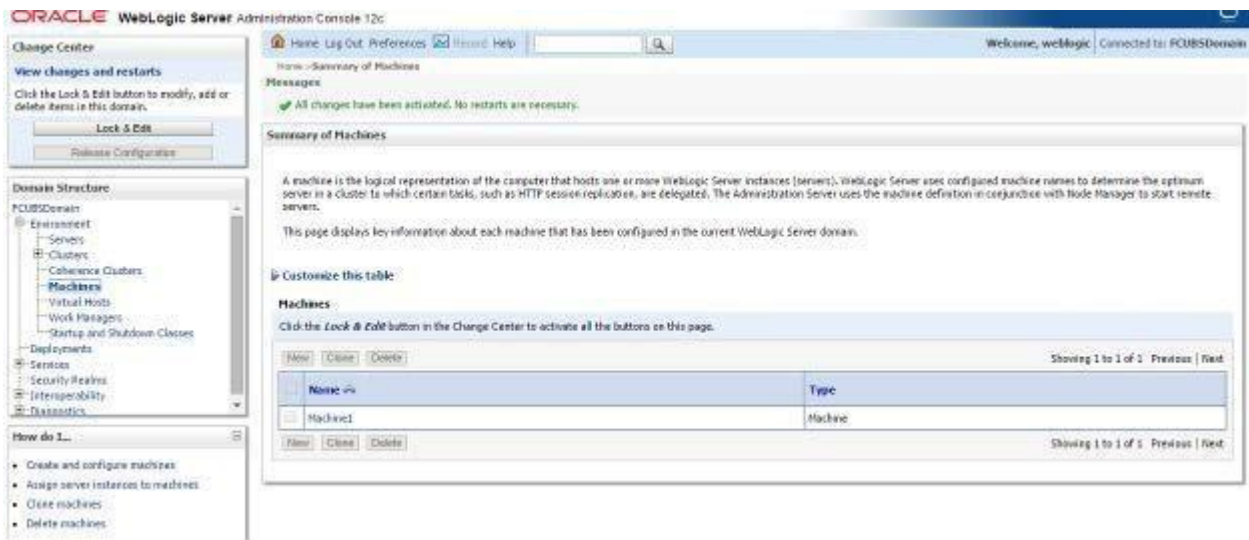 ORACLE WebLogic Server Administration Console 12c
Change Center
View changes and restarts
Click the Lock & Edit button to modify, add or
delete items in this domain.
Lock & Edit
Release Configuration
Domain Structure
FCUBSDomain
Environment
Servers
Clusters
Coherence Clusters
Machines
Virtual Hosts
Work Managers
Startup and Shutdown Classes
Deployments
Services
Security Realms
Interoperability
Diagnostics
How do I...
Create and configure machines
Assign server instances to machines
Clone machines
Delete machines
Home Log Out Preferences Record Help
Welcome, weblogic Connected to: FCUBSDomain
Home >Summary of Machines
Messages
All changes have been activated. No restarts are necessary.
Summary of Machines
A machine is the logical representation of the computer that hosts one or more WebLogic Server instances (servers). WebLogic Server uses configured machine names to determine the optimum
server in a cluster to which certain tasks, such as HTTP session replication, are delegated. The Administration Server uses the machine definition in conjunction with Node Manager to start remote
servers.
This page displays key information about each machine that has been configured in the current WebLogic Server domain.
Customize this table
Machines
Click the Lock & Edit button in the Change Center to activate all the buttons on this page.
New Clone Delete Showing 1 to 1 of 1 Previous | Next
Name Type
Machine1 Machine
New Clone Delete Showing 1 to 1 of 1 Previous | Next